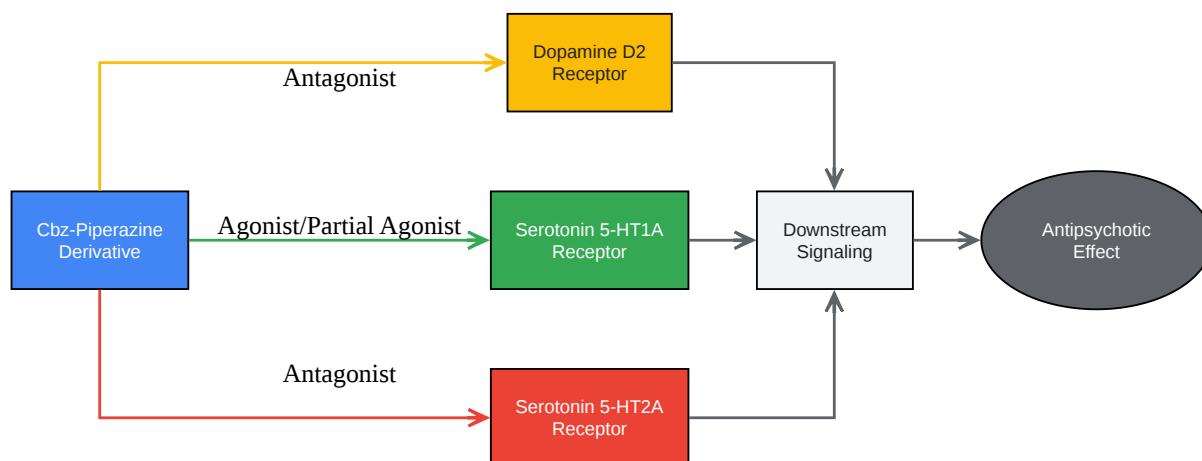 Dopamine D2
Receptor
Antagonist
Cbz-Piperazine
Derivative
Agonist/Partial Agonist
Serotonin 5-HT1A
Receptor
Downstream
Signaling
Antipsychotic
Effect
Antagonist
Serotonin 5-HT2A
Receptor